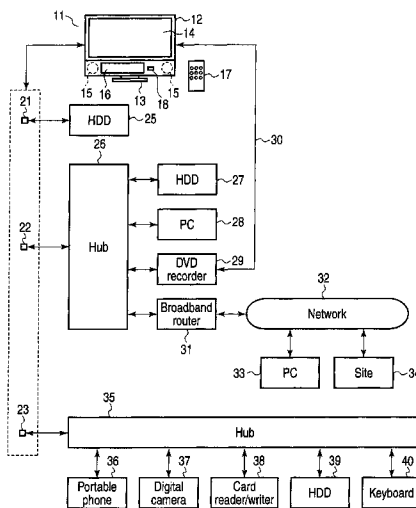 11
12
14
15
16
13
18
15
17
30
21
HDD
25
26
22
Hub
HDD
27
PC
28
DVD
recorder
29
Broadband
router
31
32
Network
PC
33
Site
34
35
23
Hub
36
37
38
39
40
Portable
phone
Digital
camera
Card
reader/writer
HDD
Keyboard